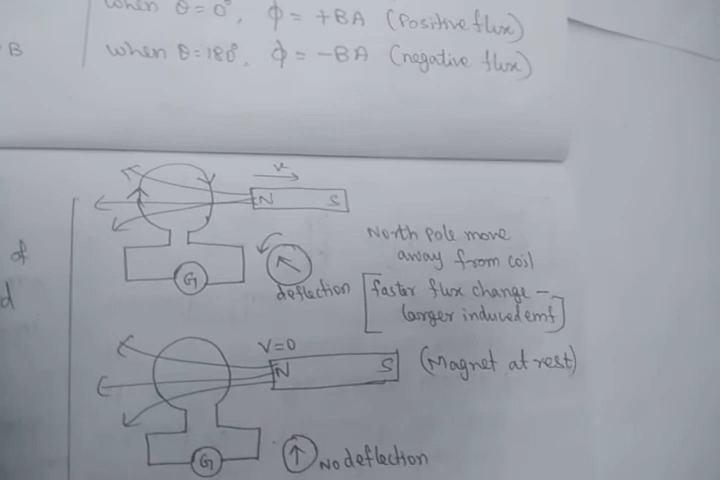 when θ=0°, ϕ = +BA (Positive flux)
B
when θ=180°, ϕ = -BA (negative flux)
v
N S
North pole move
away from coil
of
G
deflection
[faster flux change -
larger induced emf]
d
V=0
N S
(Magnet at rest)
G
No deflection